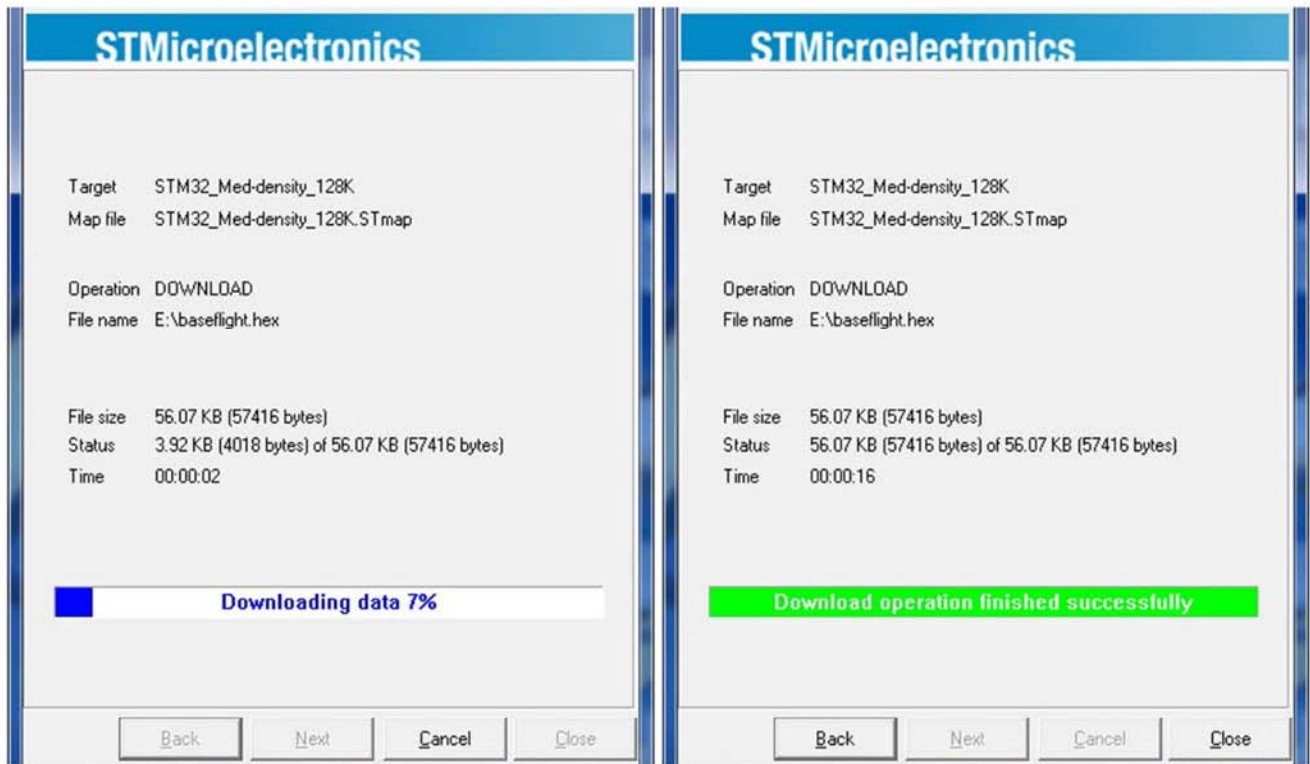 STMicroelectronics
Target STM32_Med-density_128K
Map file STM32_Med-density_128K.STmap
Operation DOWNLOAD
File name E:\baseflight.hex
File size 56.07 KB (57416 bytes)
Status 3.92 KB (4018 bytes) of 56.07 KB (57416 bytes)
Time 00:00:02
Downloading data 7%
Back Next Cancel Close
STMicroelectronics
Target STM32_Med-density_128K
Map file STM32_Med-density_128K.STmap
Operation DOWNLOAD
File name E:\baseflight.hex
File size 56.07 KB (57416 bytes)
Status 56.07 KB (57416 bytes) of 56.07 KB (57416 bytes)
Time 00:00:16
Download operation finished successfully
Back Next Cancel Close